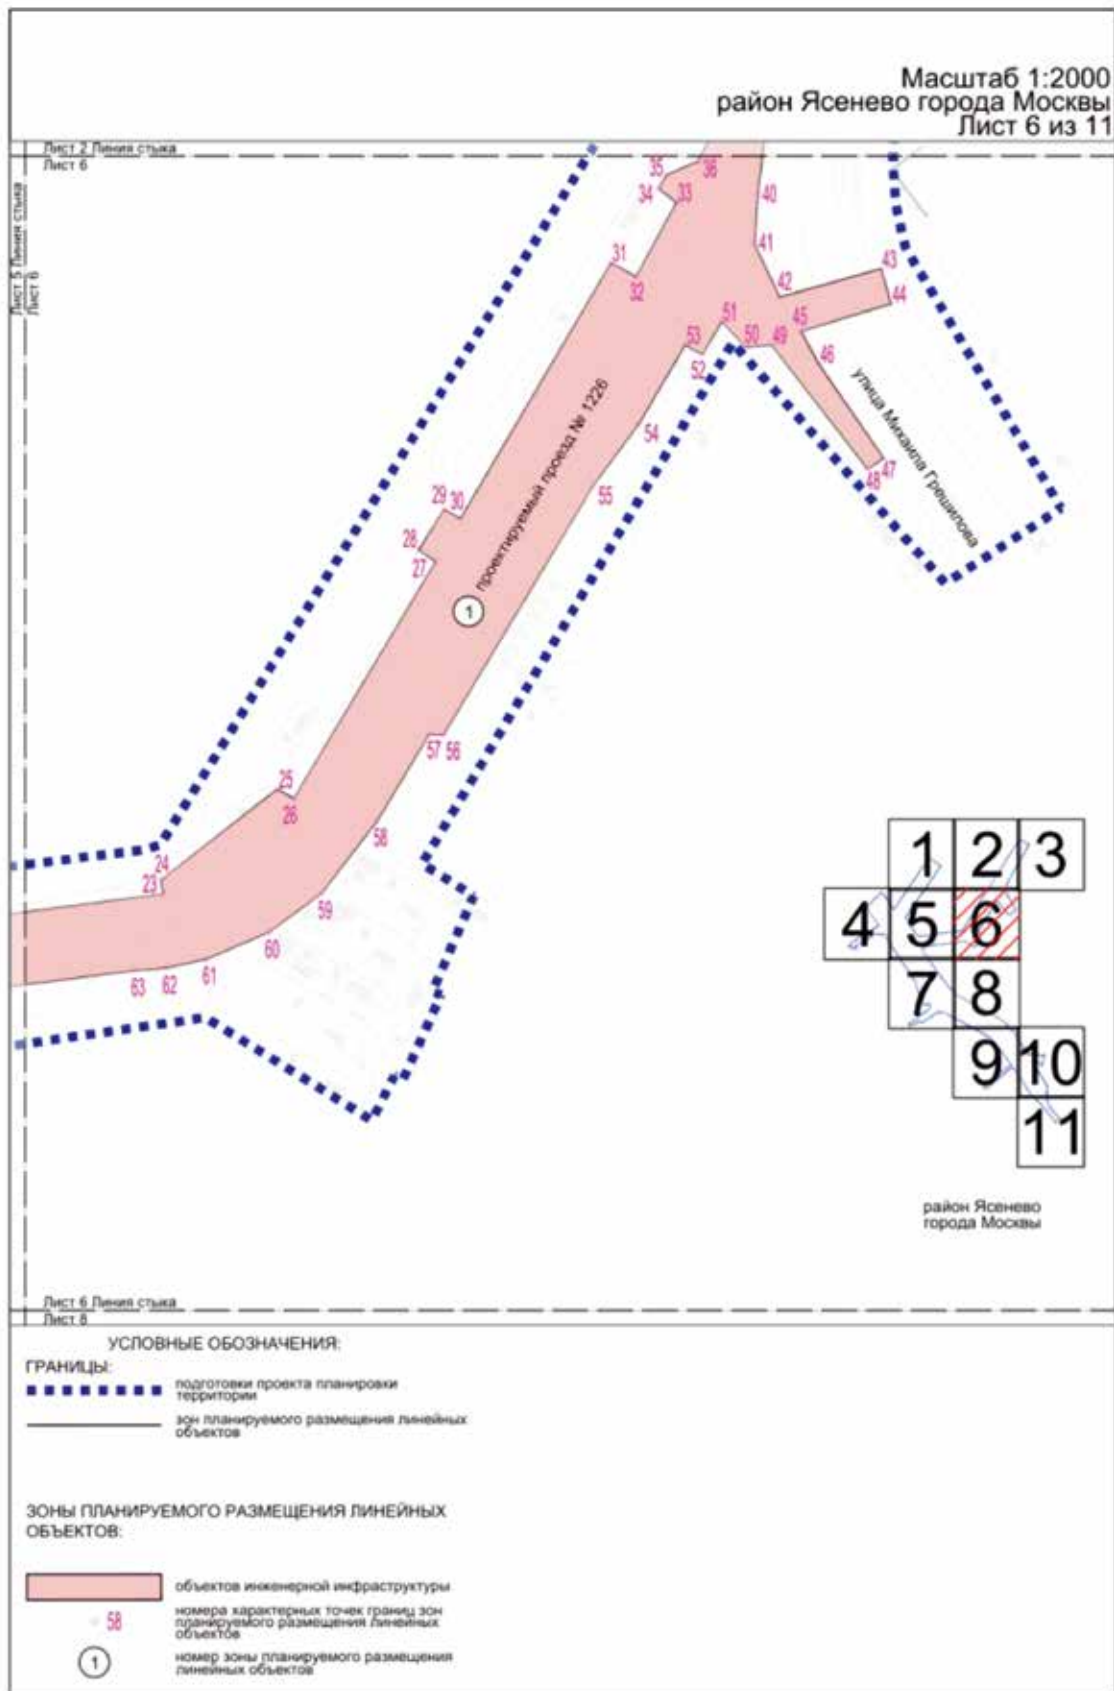 Масштаб 1:2000
район Ясенево города Москвы
Лист 6 из 11
Лист 2 Линия стыка
Лист 6
Лист 5 Линия стыка
Лист 6
35
36
34
33
40
31
41
32
43
42
44
51
45
53
50
49
46
52
улица Михаила Грешилова
проектируемый проезд № 1226
54
47
48
55
29
30
28
27
1
57
56
25
26
58
24
23
59
60
61
62
63
1
2
3
4
5
6
7
8
9
10
11
район Ясенево
города Москвы
Лист 6 Линия стыка
Лист 8
УСЛОВНЫЕ ОБОЗНАЧЕНИЯ:
ГРАНИЦЫ:
подготовки проекта планировки
территории
зон планируемого размещения линейных
объектов
ЗОНЫ ПЛАНИРУЕМОГО РАЗМЕЩЕНИЯ ЛИНЕЙНЫХ
ОБЪЕКТОВ:
объектов инженерной инфраструктуры
58
номера характерных точек границ зон
планируемого размещения линейных
объектов
1
номер зоны планируемого размещения
линейных объектов